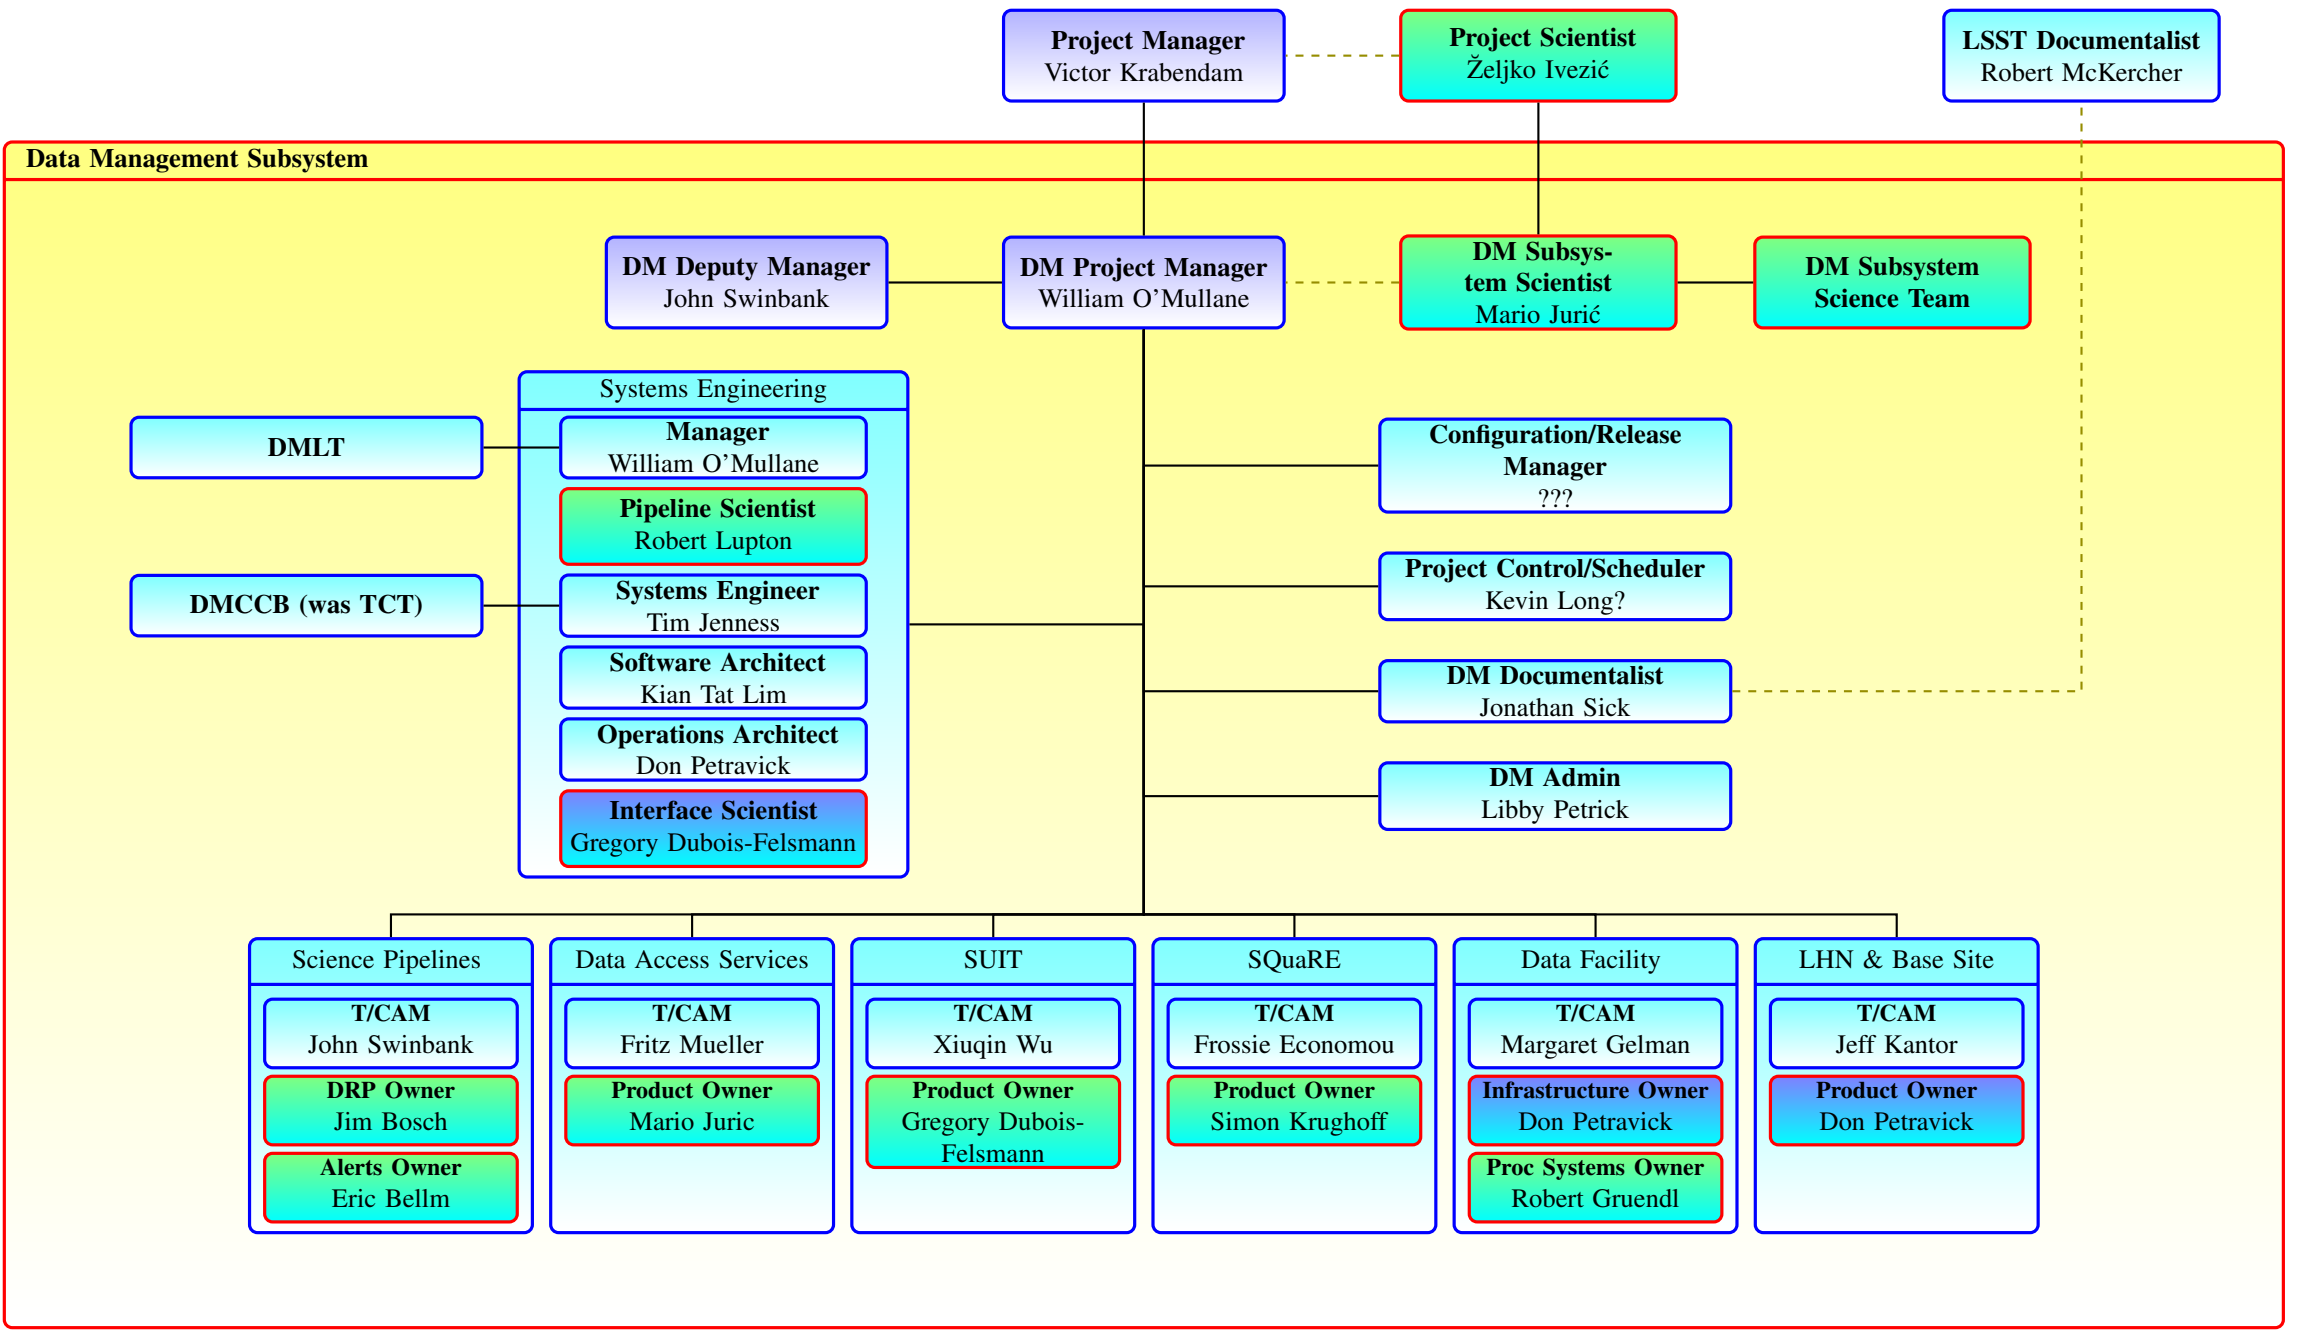 Project Manager
Victor Krabendam
Project Scientist
Željko Ivezić
LSST Documentalist
Robert McKercher
Data Management Subsystem
DM Deputy Manager
John Swinbank
DM Project Manager
William O’Mullane
DM Subsys-
tem Scientist
Mario Jurić
DM Subsystem
Science Team
Systems Engineering
DMLT
Manager
William O’Mullane
Pipeline Scientist
Robert Lupton
DMCCB (was TCT)
Systems Engineer
Tim Jenness
Software Architect
Kian Tat Lim
Operations Architect
Don Petravick
Interface Scientist
Gregory Dubois-Felsmann
Configuration/Release
Manager
???
Project Control/Scheduler
Kevin Long?
DM Documentalist
Jonathan Sick
DM Admin
Libby Petrick
Science Pipelines
T/CAM
John Swinbank
DRP Owner
Jim Bosch
Alerts Owner
Eric Bellm
Data Access Services
T/CAM
Fritz Mueller
Product Owner
Mario Juric
SUIT
T/CAM
Xiuqin Wu
Product Owner
Gregory Dubois-
Felsmann
SQuaRE
T/CAM
Frossie Economou
Product Owner
Simon Krughoff
Data Facility
T/CAM
Margaret Gelman
Infrastructure Owner
Don Petravick
Proc Systems Owner
Robert Gruendl
LHN & Base Site
T/CAM
Jeff Kantor
Product Owner
Don Petravick